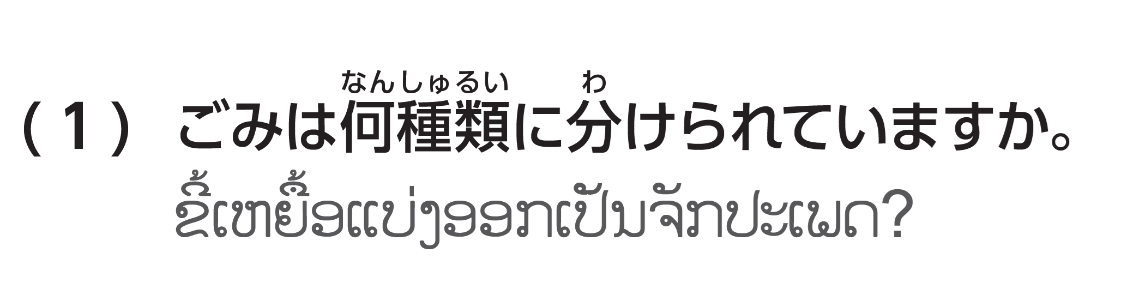 なんしゅるい わ
(1) ごみは何種類に分けられていますか。
ຂີ້ເຫຍື້ອແບ່ງອອກເປັນຈັກປະເພດ?